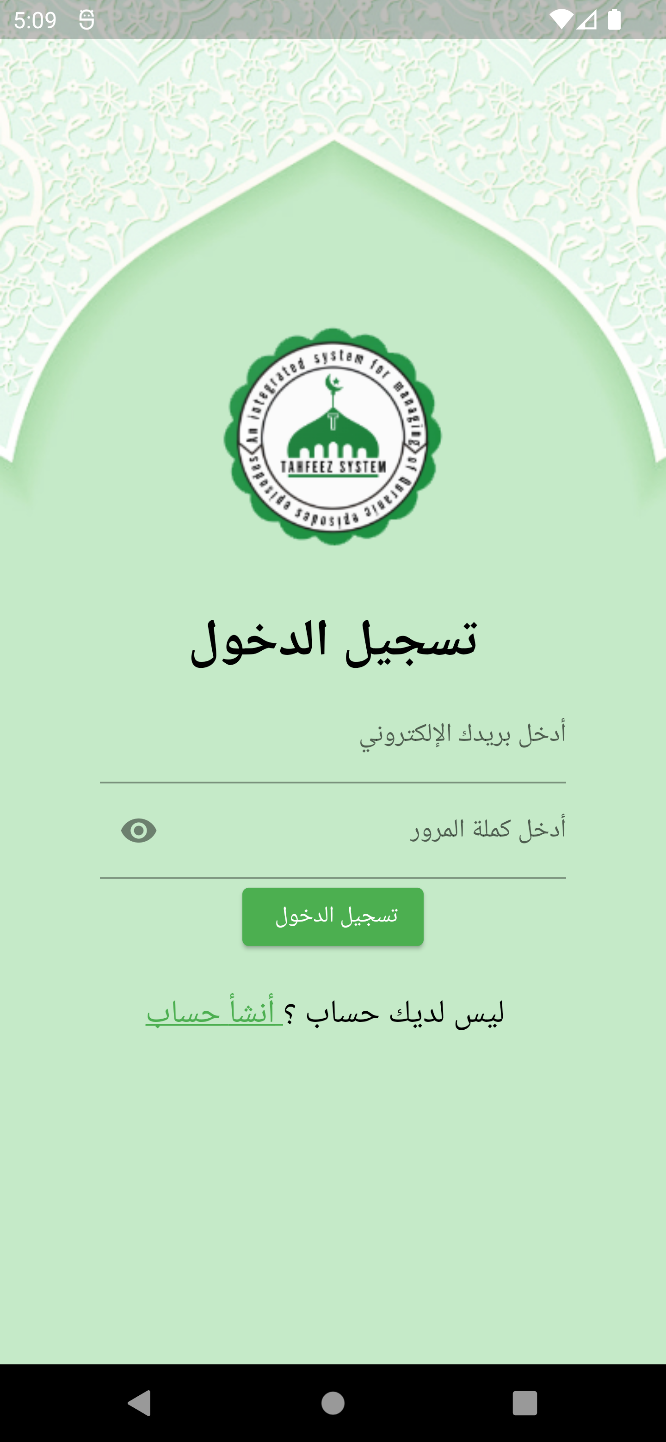 5:09
An integrated system for managing of Quranic episodes episodes
T
TAHFEEZ SYSTEM
تسجيل الدخول
أدخل بريدك الإلكتروني
أدخل كملة المرور
تسجيل الدخول
ليس لديك حساب ؟ أنشأ حساب